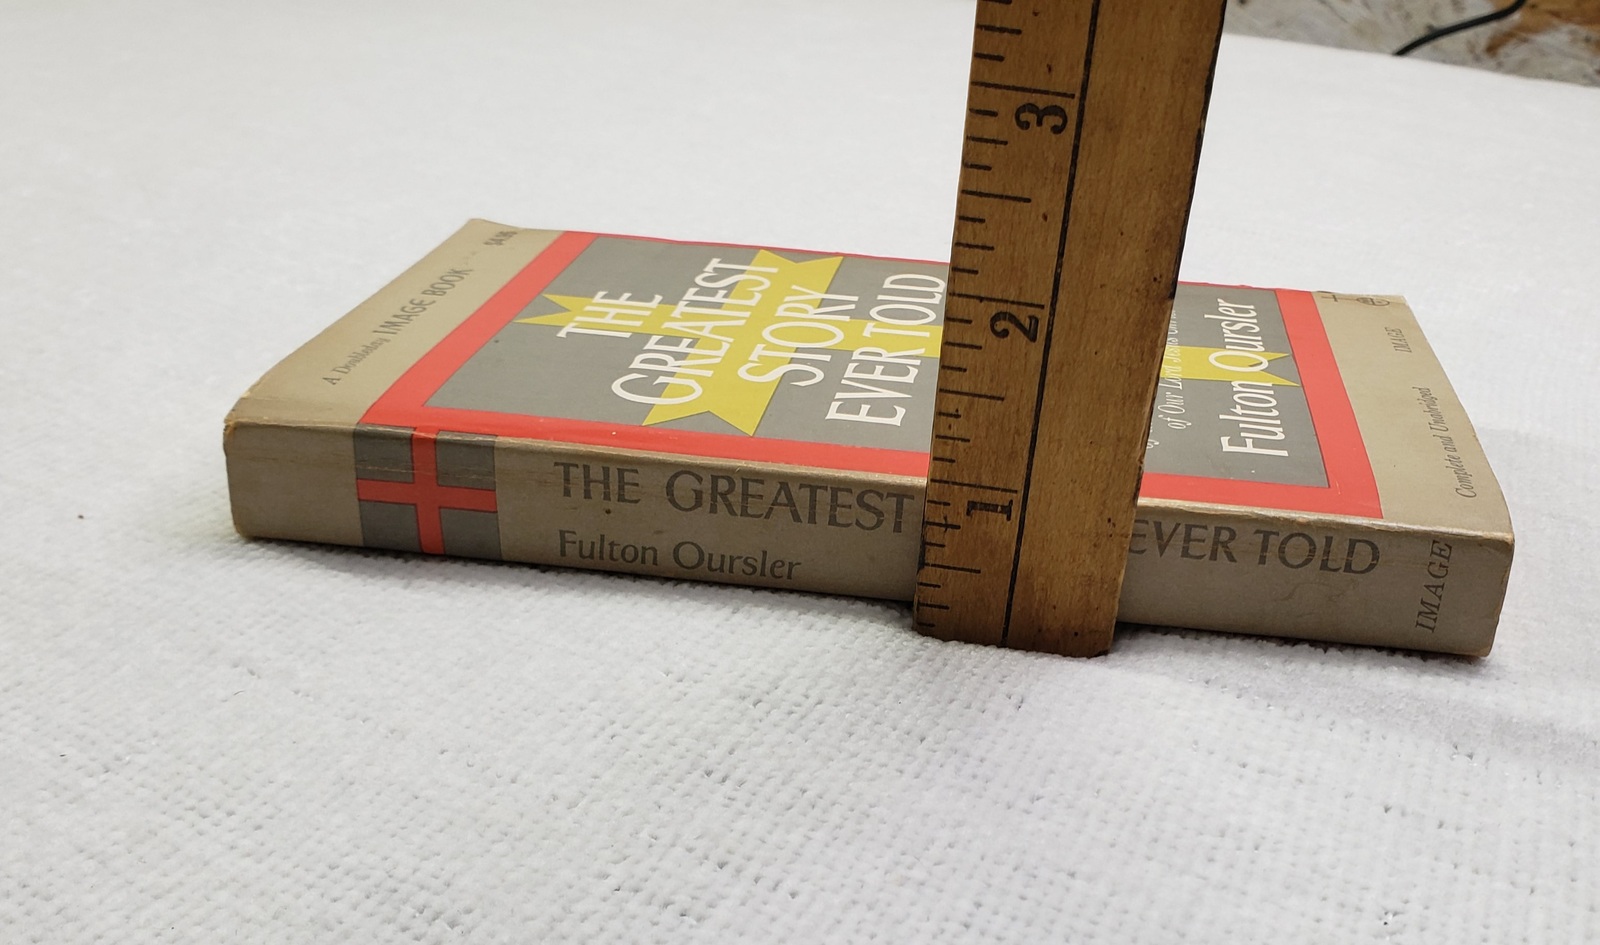 A Doubleday IMAGE BOOK
THE
GREATEST
STORY
EVER TOLD
of Our Lord Jesus
Fulton Oursler
IMAGE
Complete and Unabridged
THE GREATEST EVER TOLD
Fulton Oursler
IMAGE
3
2
1